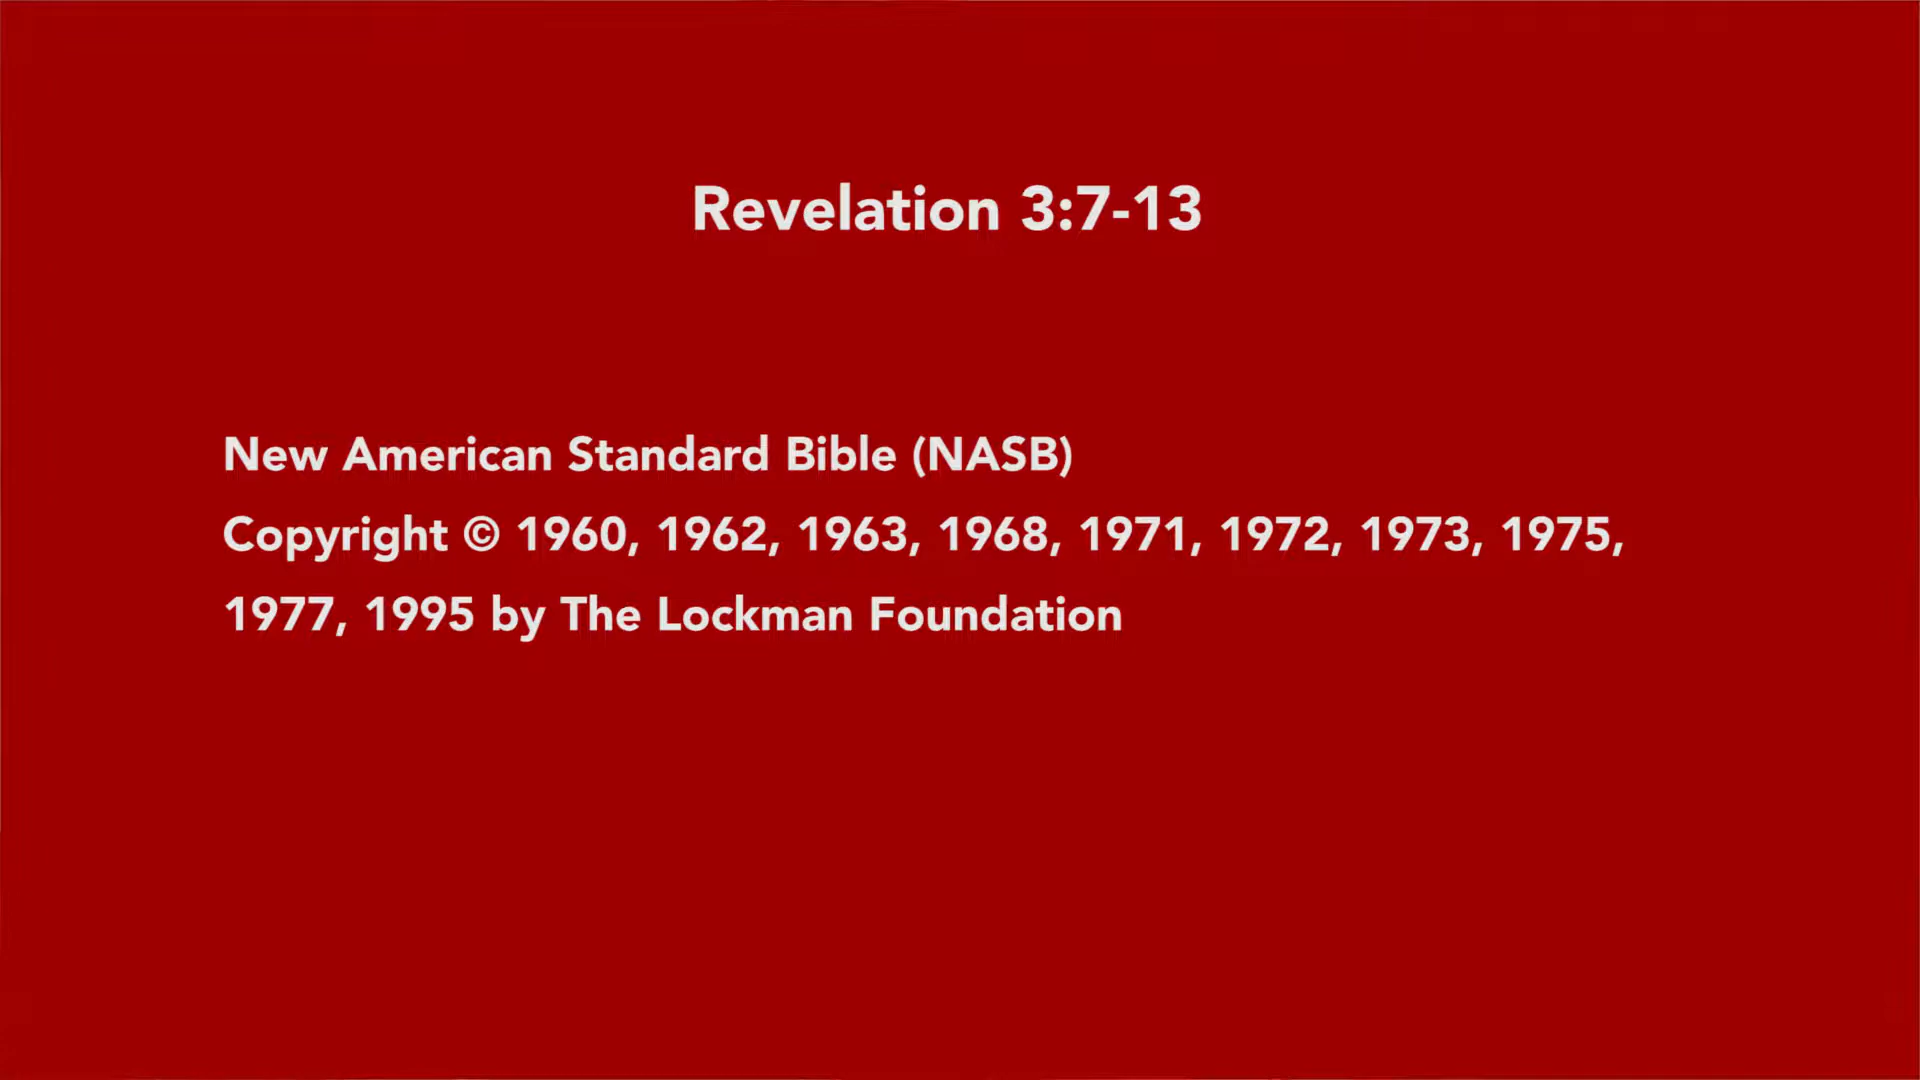 Revelation 3:7-13
New American Standard Bible (NASB)
Copyright © 1960, 1962, 1963, 1968, 1971, 1972, 1973, 1975,
1977, 1995 by The Lockman Foundation